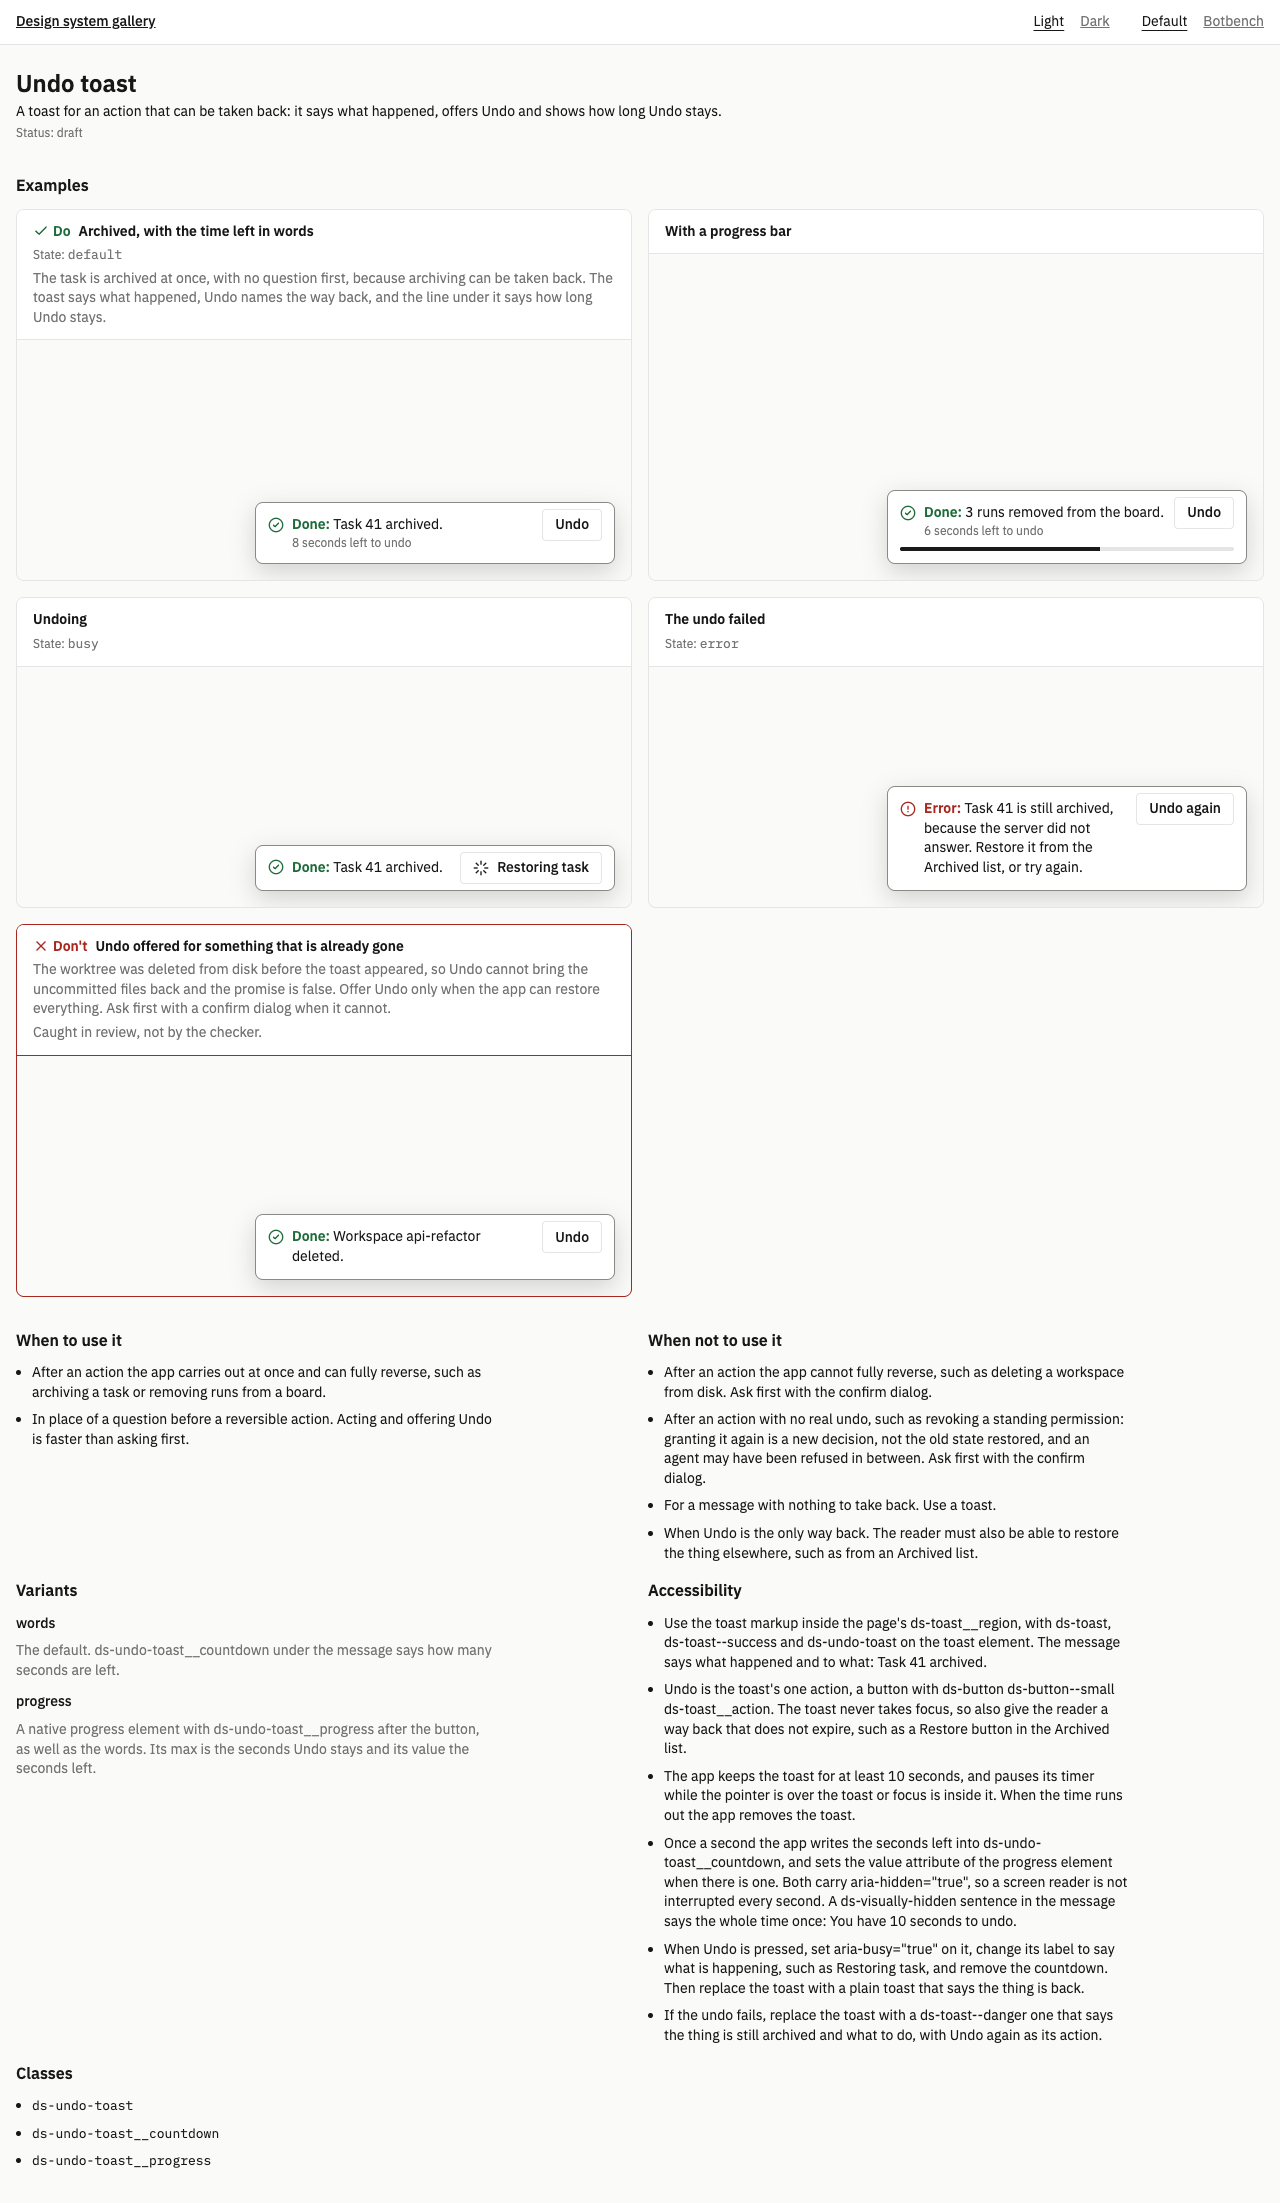 Design system gallery
Light Dark Default Botbench
Undo toast
A toast for an action that can be taken back: it says what happened, offers Undo and shows how long Undo stays.
Status: draft
Examples
Do Archived, with the time left in words
State: default
The task is archived at once, with no question first, because archiving can be taken back. The
toast says what happened, Undo names the way back, and the line under it says how long
Undo stays.
Done: Task 41 archived.
8 seconds left to undo
Undo
With a progress bar
Done: 3 runs removed from the board.
6 seconds left to undo
Undo
Undoing
State: busy
Done: Task 41 archived.
Restoring task
The undo failed
State: error
Error: Task 41 is still archived,
because the server did not
answer. Restore it from the
Archived list, or try again.
Undo again
Don't Undo offered for something that is already gone
The worktree was deleted from disk before the toast appeared, so Undo cannot bring the
uncommitted files back and the promise is false. Offer Undo only when the app can restore
everything. Ask first with a confirm dialog when it cannot.
Caught in review, not by the checker.
Done: Workspace api-refactor
deleted.
Undo
When to use it
After an action the app carries out at once and can fully reverse, such as
archiving a task or removing runs from a board.
In place of a question before a reversible action. Acting and offering Undo
is faster than asking first.
When not to use it
After an action the app cannot fully reverse, such as deleting a workspace
from disk. Ask first with the confirm dialog.
After an action with no real undo, such as revoking a standing permission:
granting it again is a new decision, not the old state restored, and an
agent may have been refused in between. Ask first with the confirm
dialog.
For a message with nothing to take back. Use a toast.
When Undo is the only way back. The reader must also be able to restore
the thing elsewhere, such as from an Archived list.
Variants
words
The default. ds-undo-toast__countdown under the message says how many
seconds are left.
progress
A native progress element with ds-undo-toast__progress after the button,
as well as the words. Its max is the seconds Undo stays and its value the
seconds left.
Accessibility
Use the toast markup inside the page's ds-toast__region, with ds-toast,
ds-toast--success and ds-undo-toast on the toast element. The message
says what happened and to what: Task 41 archived.
Undo is the toast's one action, a button with ds-button ds-button--small
ds-toast__action. The toast never takes focus, so also give the reader a
way back that does not expire, such as a Restore button in the Archived
list.
The app keeps the toast for at least 10 seconds, and pauses its timer
while the pointer is over the toast or focus is inside it. When the time runs
out the app removes the toast.
Once a second the app writes the seconds left into ds-undo-
toast__countdown, and sets the value attribute of the progress element
when there is one. Both carry aria-hidden="true", so a screen reader is not
interrupted every second. A ds-visually-hidden sentence in the message
says the whole time once: You have 10 seconds to undo.
When Undo is pressed, set aria-busy="true" on it, change its label to say
what is happening, such as Restoring task, and remove the countdown.
Then replace the toast with a plain toast that says the thing is back.
If the undo fails, replace the toast with a ds-toast--danger one that says
the thing is still archived and what to do, with Undo again as its action.
Classes
ds-undo-toast
ds-undo-toast__countdown
ds-undo-toast__progress